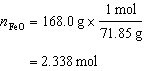 n_FeO = 168.0 g × 1 mol / 71.85 g
= 2.338 mol